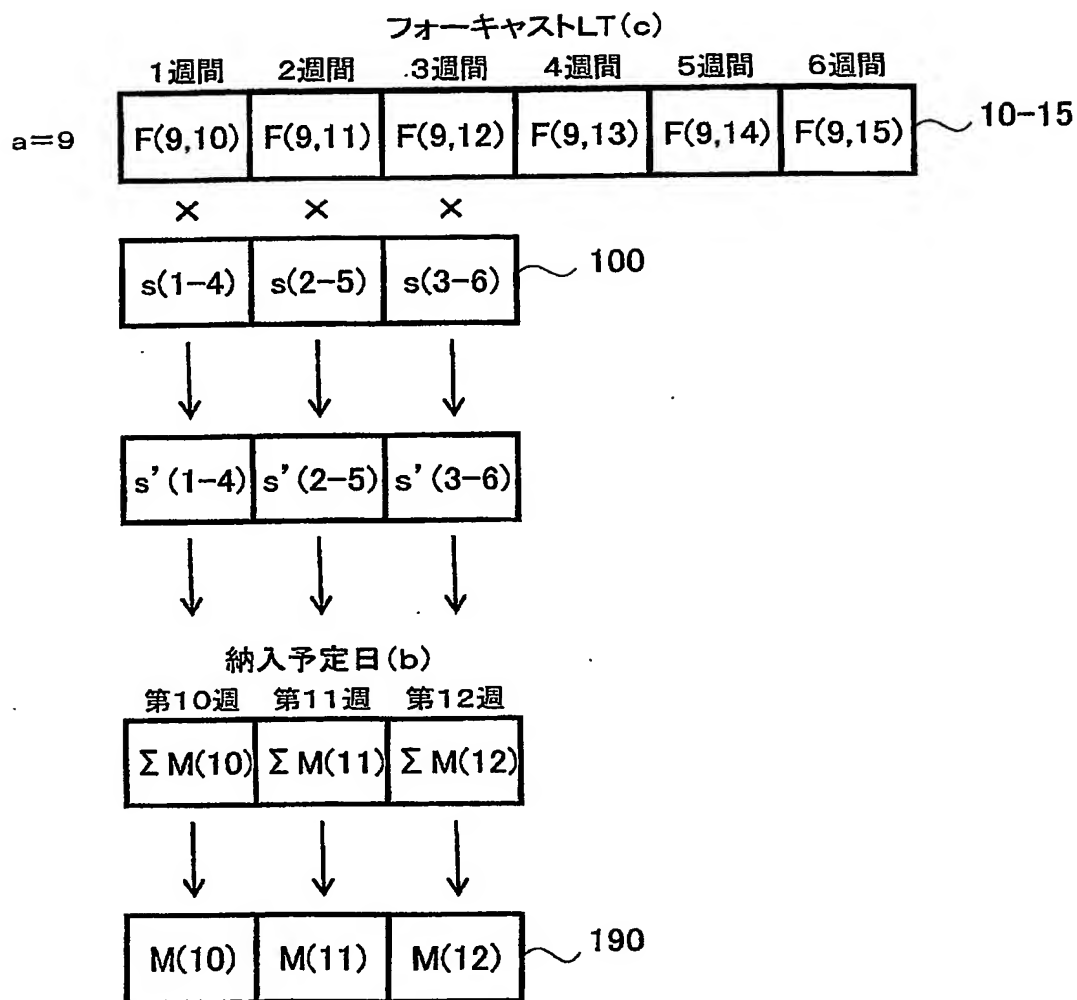 フォーキャストLT(c)
1週間 2週間 3週間 4週間 5週間 6週間
a=9 F(9,10) F(9,11) F(9,12) F(9,13) F(9,14) F(9,15) 10-15
× × ×
s(1-4) s(2-5) s(3-6) 100
s'(1-4) s'(2-5) s'(3-6)
納入予定日(b)
第10週 第11週 第12週
ΣM(10) ΣM(11) ΣM(12)
M(10) M(11) M(12) 190